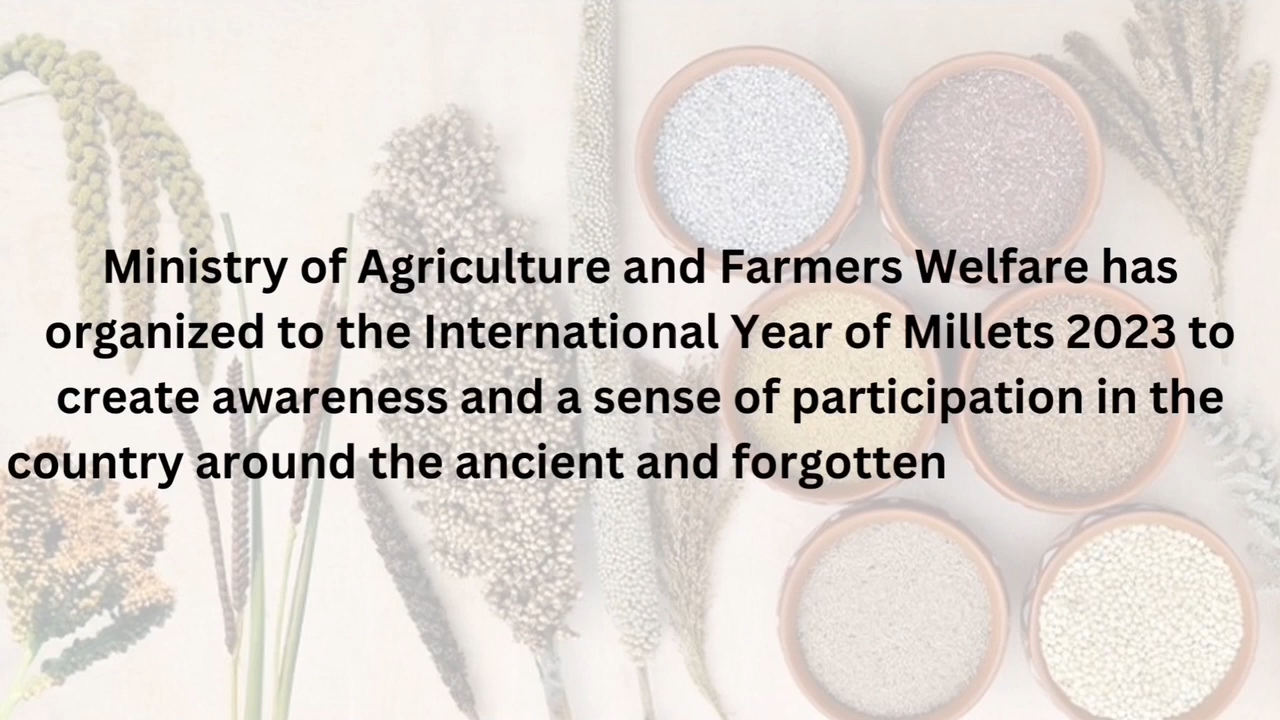 Ministry of Agriculture and Farmers Welfare has
organized to the International Year of Millets 2023 to
create awareness and a sense of participation in the
country around the ancient and forgotten